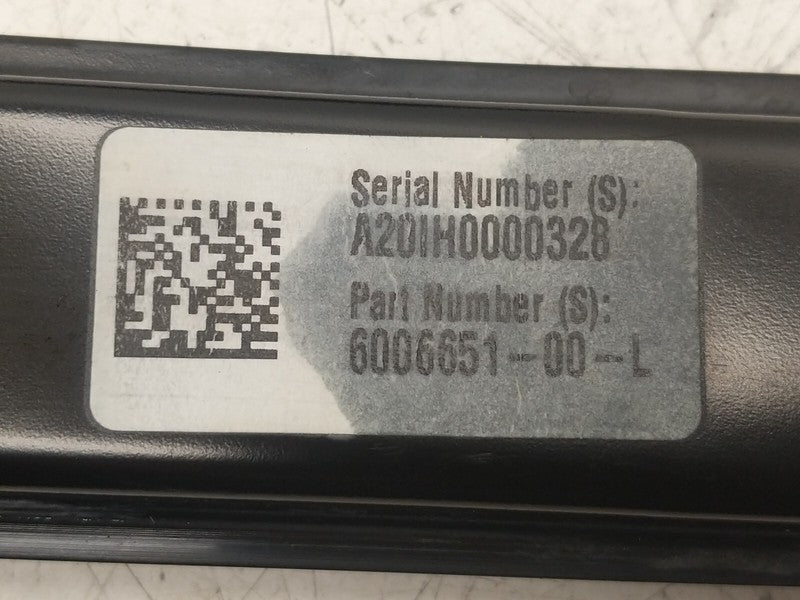 Serial Number (S):
A20IH0000328
Part Number (S):
6006651-00-L